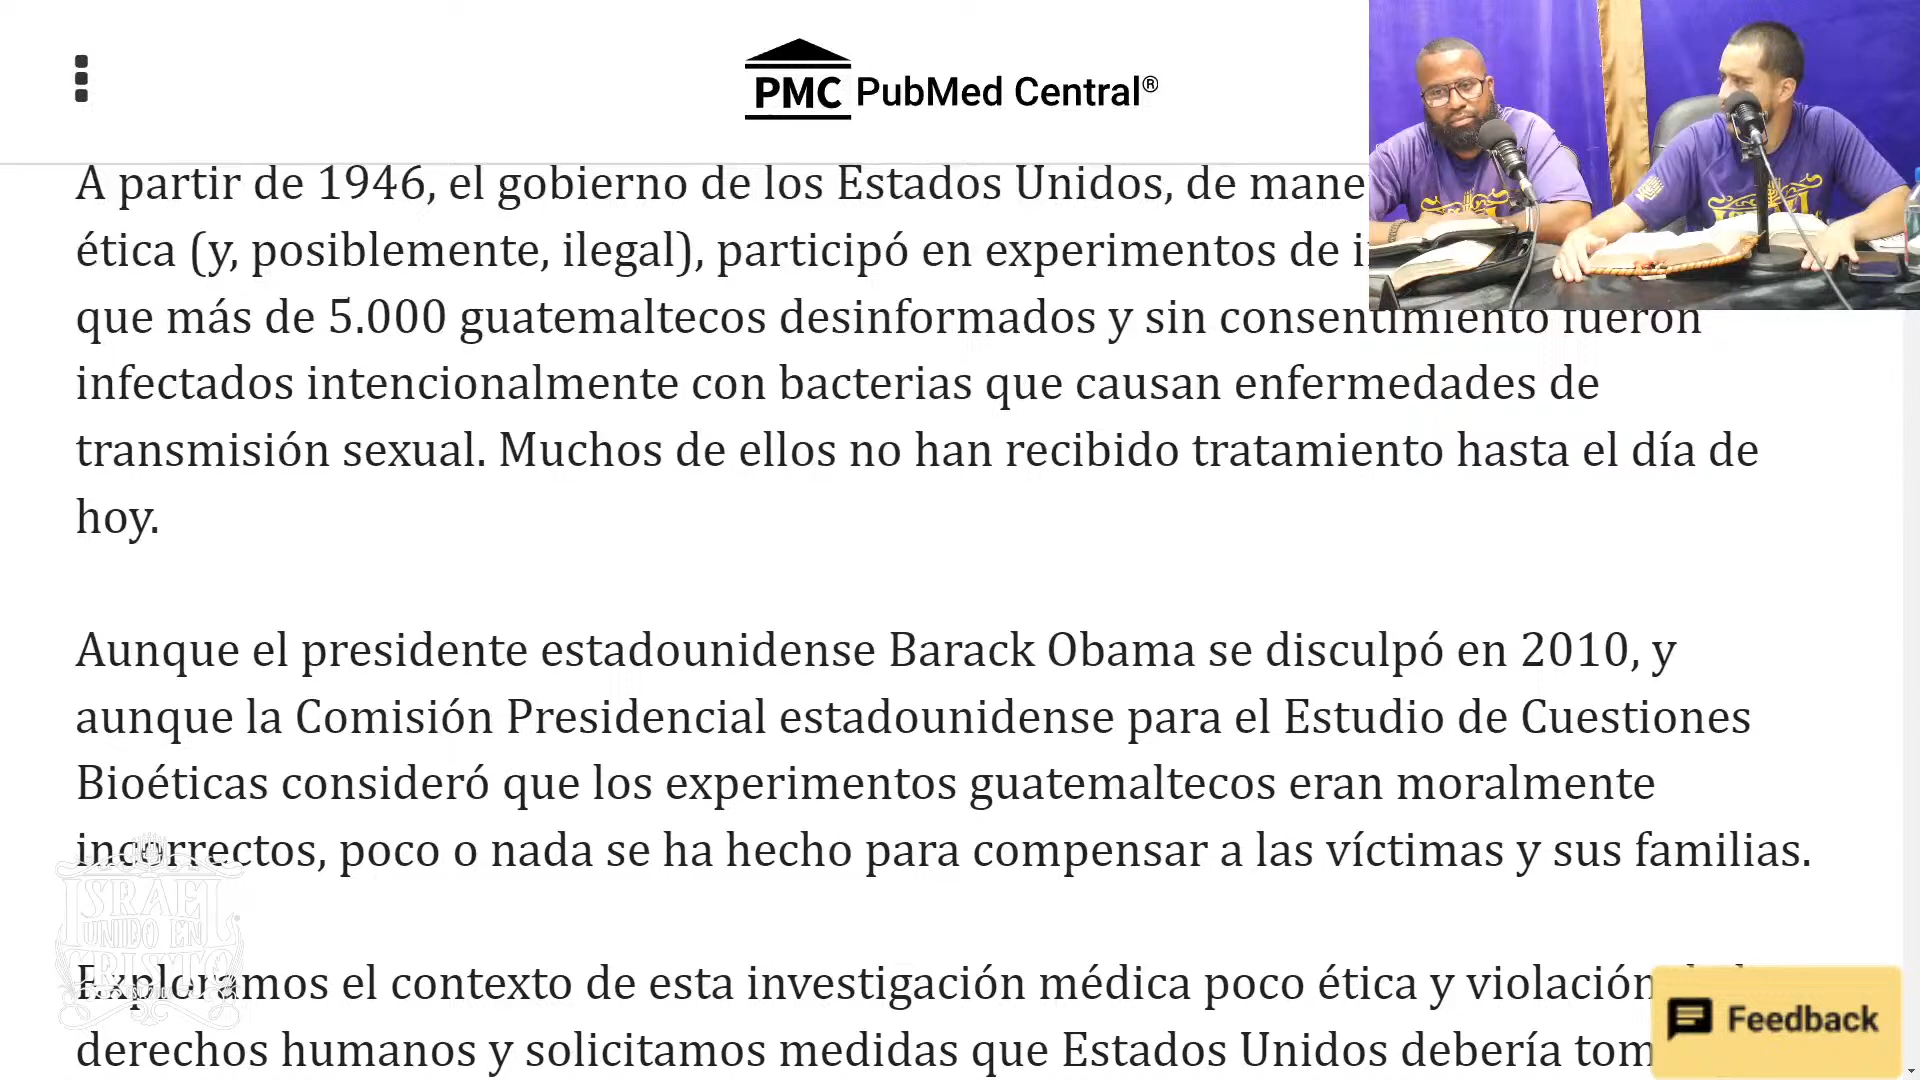 PMC PubMed Central®
A partir de 1946, el gobierno de los Estados Unidos, de
ética (y, posiblemente, ilegal), participó en experimentos de
que más de 5.000 guatemaltecos desinformados y sin consentimiento fueron
infectados intencionalmente con bacterias que causan enfermedades de
transmisión sexual. Muchos de ellos no han recibido tratamiento hasta el día de
hoy.
Aunque el presidente estadounidense Barack Obama se disculpó en 2010, y
aunque la Comisión Presidencial estadounidense para el Estudio de Cuestiones
Bioéticas consideró que los experimentos guatemaltecos eran moralmente
incorrectos, poco o nada se ha hecho para compensar a las víctimas y sus familias.
Exploramos el contexto de esta investigación médica poco ética y violación
derechos humanos y solicitamos medidas que Estados Unidos debería
Feedback
ISRAEL
UNIDO EN
CRISTO